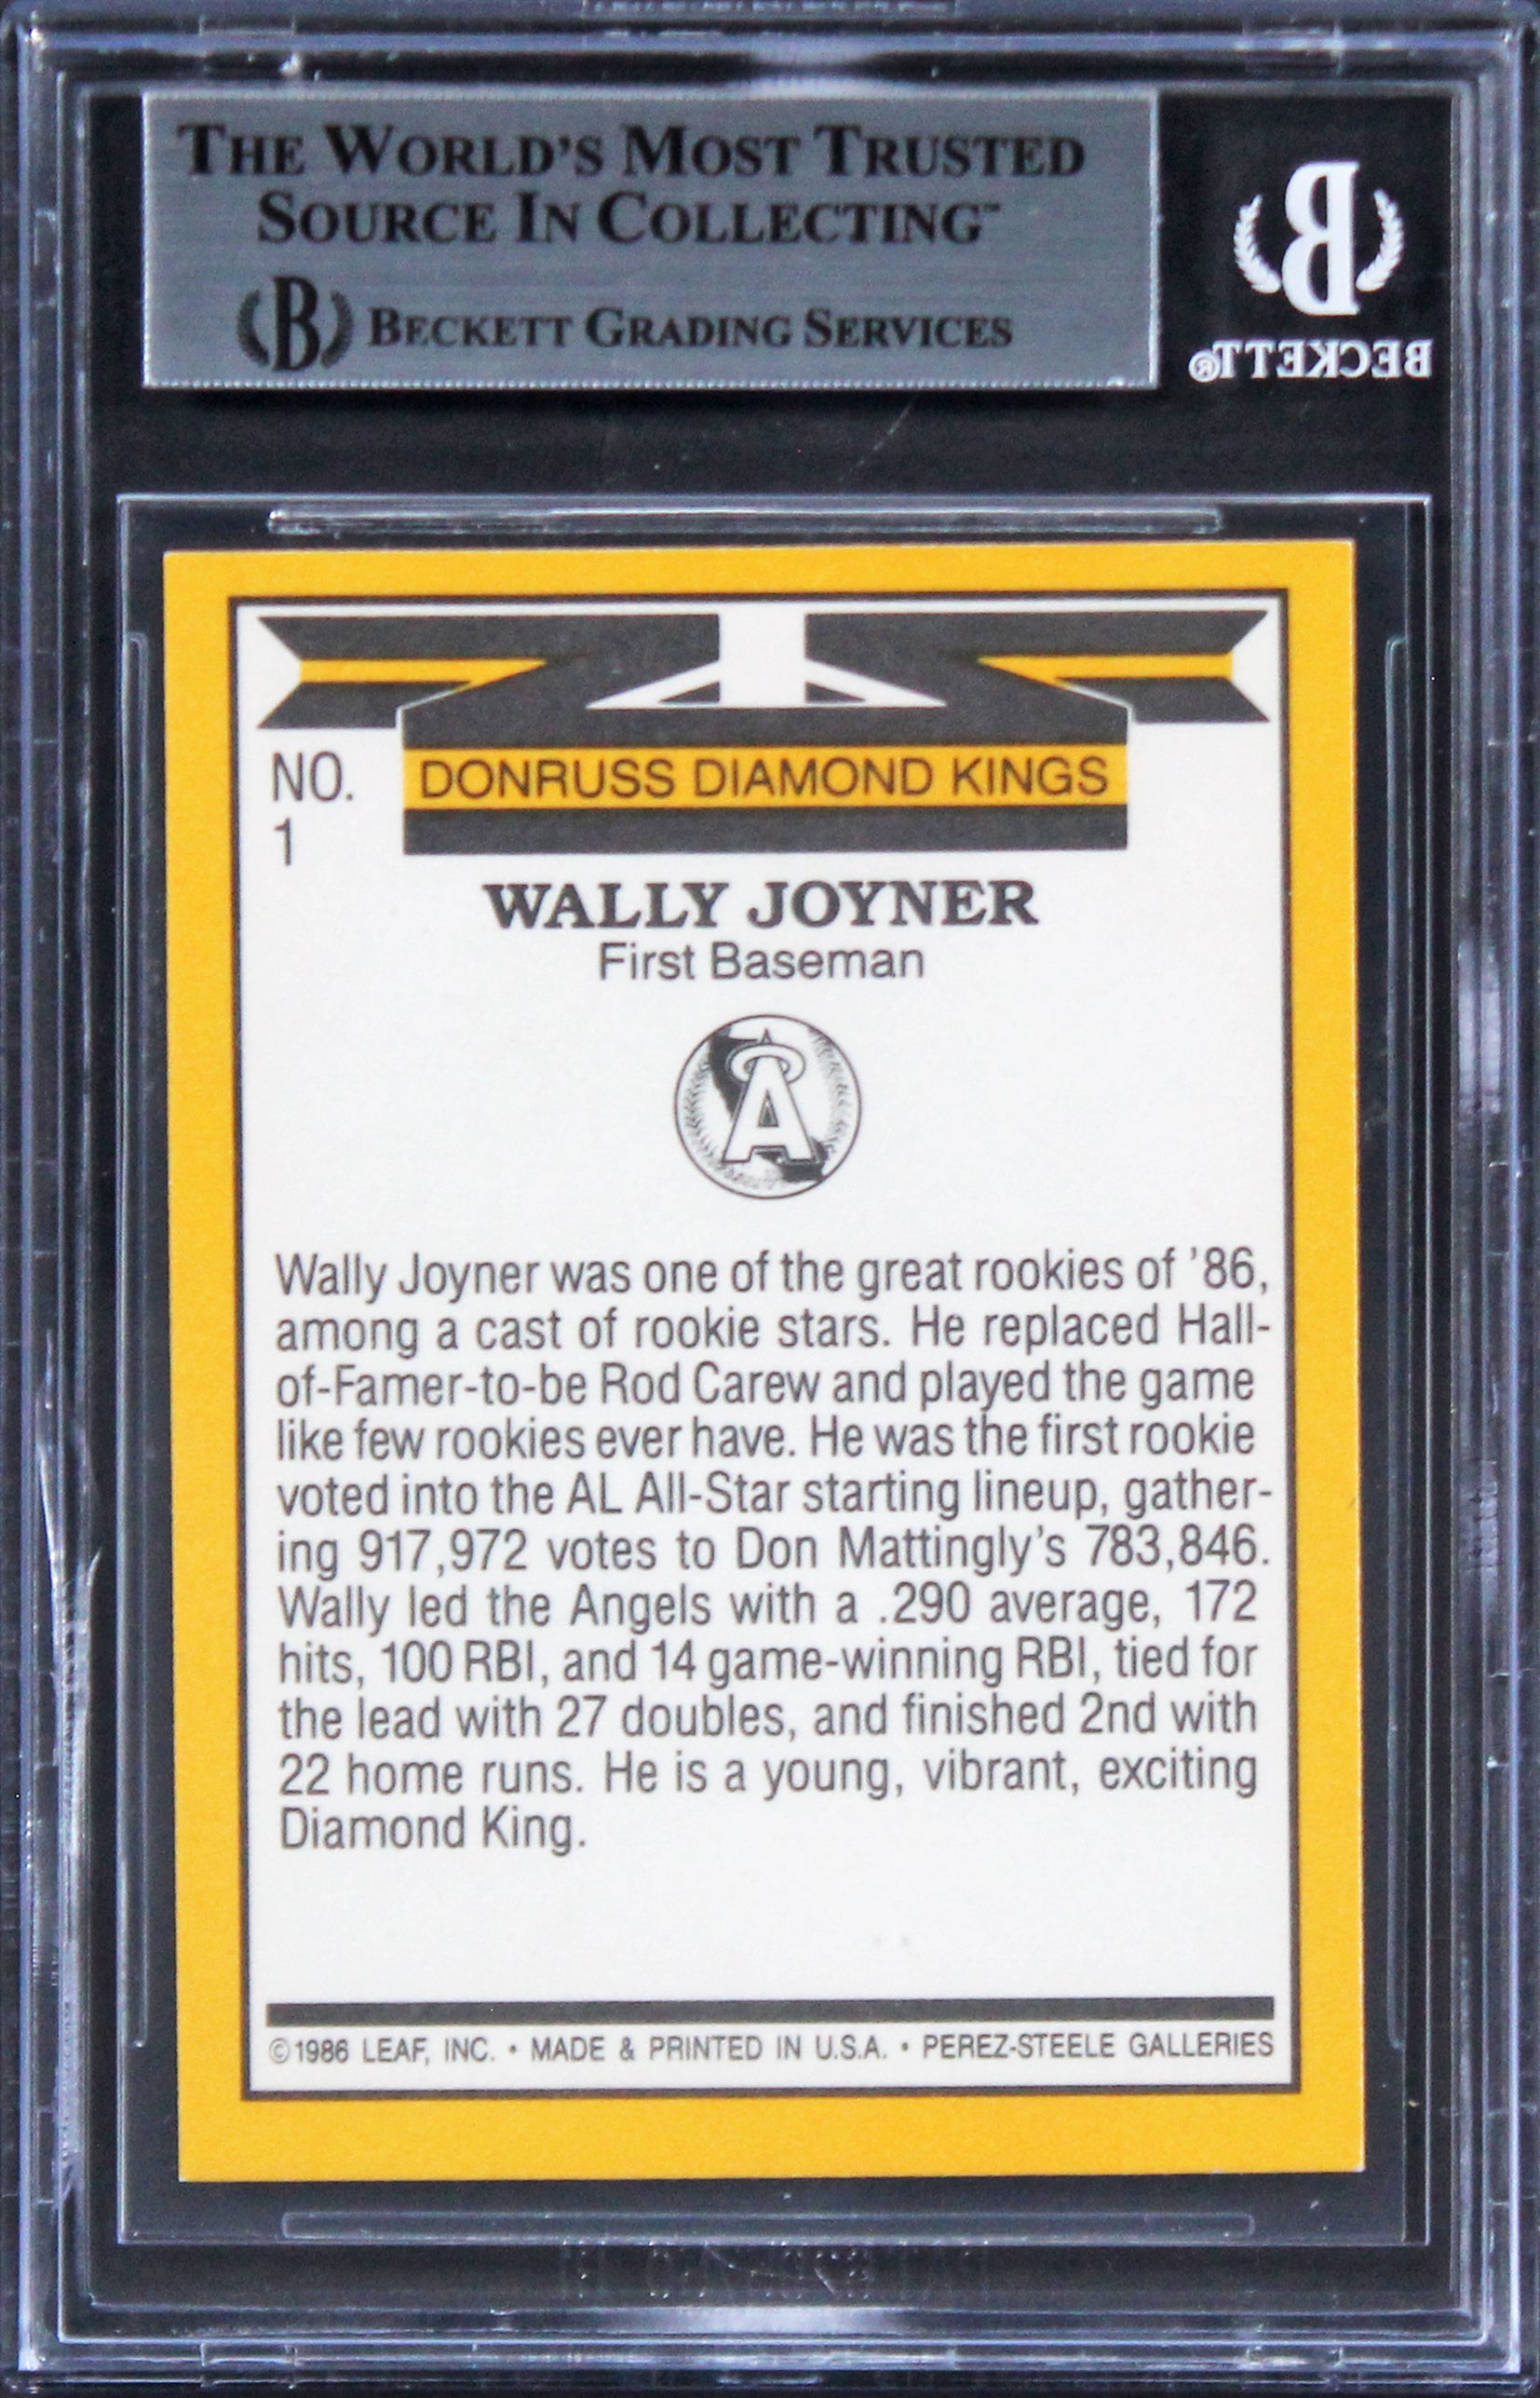 THE WORLD'S MOST TRUSTED
SOURCE IN COLLECTING™
B BECKETT GRADING SERVICES
B
BECKETT®
NO.
1
DONRUSS DIAMOND KINGS
WALLY JOYNER
First Baseman
A
Wally Joyner was one of the great rookies of '86,
among a cast of rookie stars. He replaced Hall-
of-Famer-to-be Rod Carew and played the game
like few rookies ever have. He was the first rookie
voted into the AL All-Star starting lineup, gather-
ing 917,972 votes to Don Mattingly's 783,846.
Wally led the Angels with a .290 average, 172
hits, 100 RBI, and 14 game-winning RBI, tied for
the lead with 27 doubles, and finished 2nd with
22 home runs. He is a young, vibrant, exciting
Diamond King.
©1986 LEAF, INC. • MADE & PRINTED IN U.S.A. • PEREZ-STEELE GALLERIES